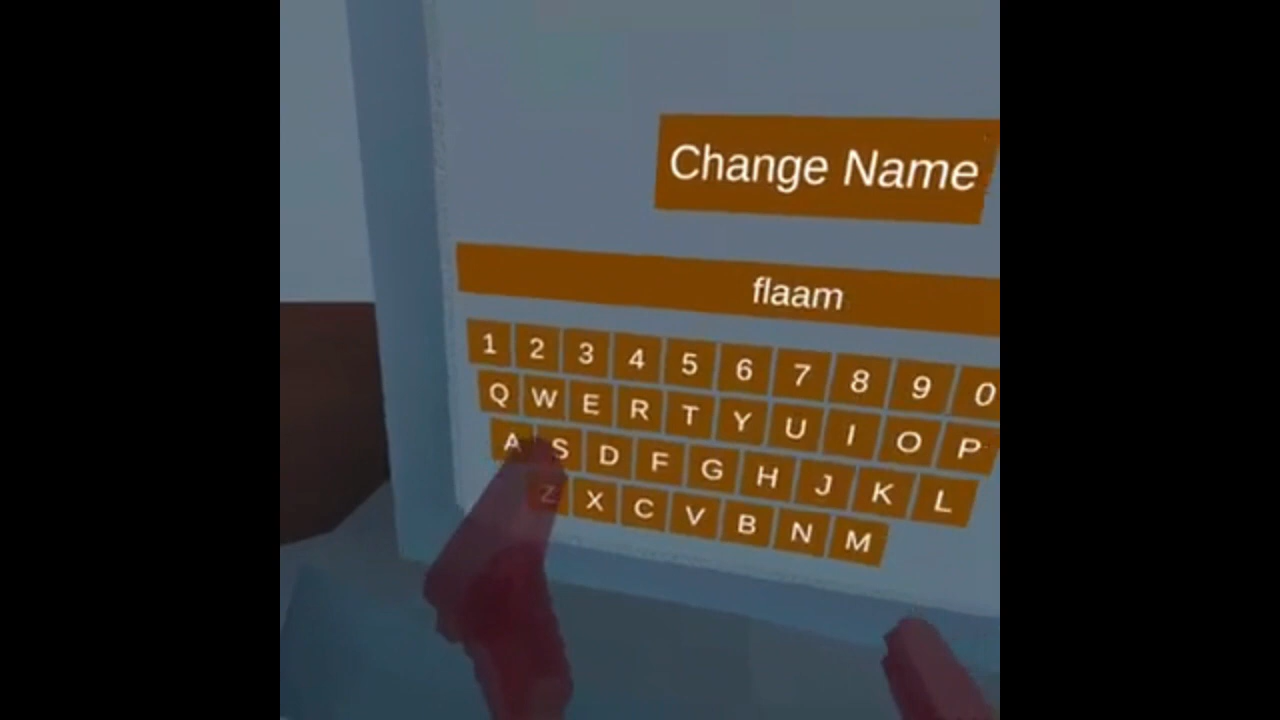 Change Name
flaam
1 2 3 4 5 6 7 8 9 0
Q W E R T Y U I O P
A S D F G H J K L
Z X C V B N M